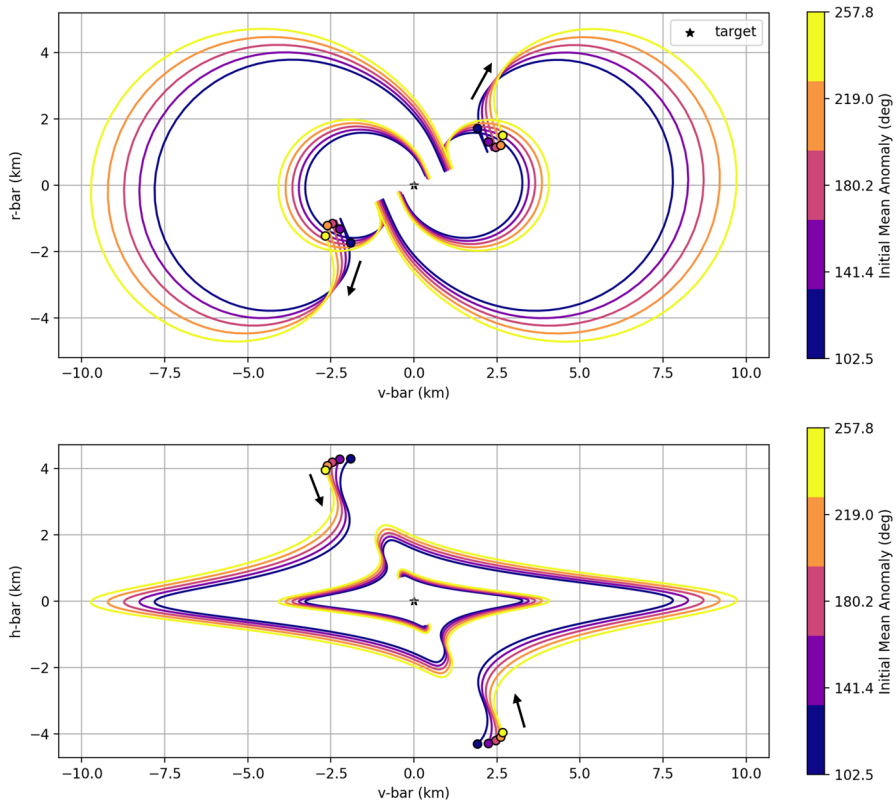 target
4
2
0
−2
−4
r-bar (km)
−10.0 −7.5 −5.0 −2.5 0.0 2.5 5.0 7.5 10.0
v-bar (km)
257.8
219.0
180.2
141.4
102.5
Initial Mean Anomaly (deg)
4
2
0
−2
−4
h-bar (km)
−10.0 −7.5 −5.0 −2.5 0.0 2.5 5.0 7.5 10.0
v-bar (km)
257.8
219.0
180.2
141.4
102.5
Initial Mean Anomaly (deg)